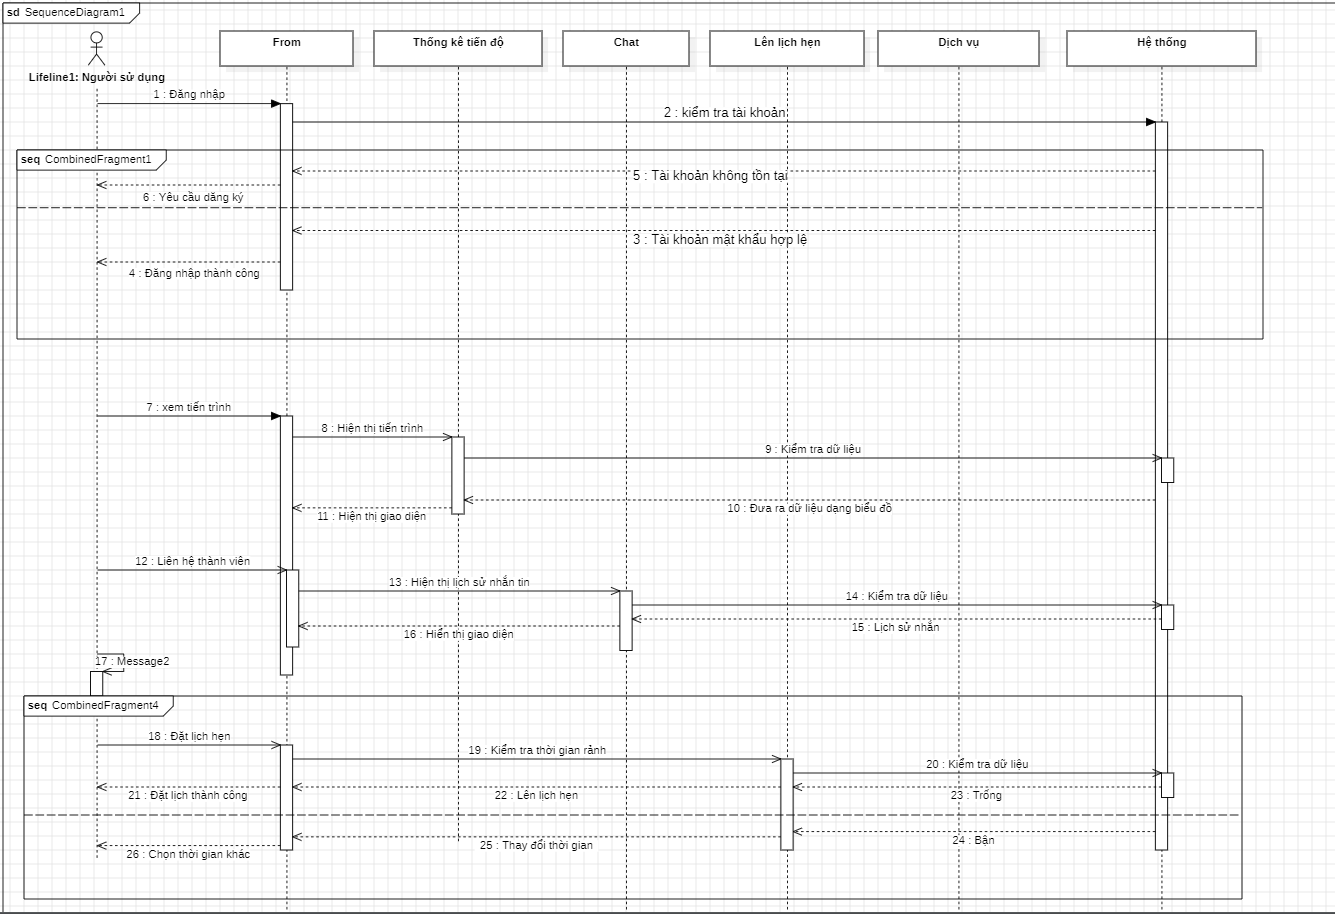 sd SequenceDiagram1
From
Thống kê tiến độ
Chat
Lên lịch hẹn
Dịch vụ
Hệ thống
Lifeline1: Người sử dụng
1 : Đăng nhập
2 : kiểm tra tài khoản
seq CombinedFragment1
5 : Tài khoản không tồn tại
6 : Yêu cầu dăng ký
3 : Tài khoản mật khẩu hợp lệ
4 : Đăng nhập thành công
7 : xem tiến trình
8 : Hiện thị tiến trình
9 : Kiểm tra dữ liệu
10 : Đưa ra dữ liệu dạng biểu đồ
11 : Hiện thị giao diện
12 : Liên hệ thành viên
13 : Hiện thị lịch sử nhắn tin
14 : Kiểm tra dữ liệu
15 : Lịch sử nhắn
16 : Hiển thị giao diện
17 : Message2
seq CombinedFragment4
18 : Đặt lịch hẹn
19 : Kiểm tra thời gian rảnh
20 : Kiểm tra dữ liệu
21 : Đặt lịch thành công
22 : Lên lịch hẹn
23 : Trống
24 : Bận
25 : Thay đổi thời gian
26 : Chọn thời gian khác